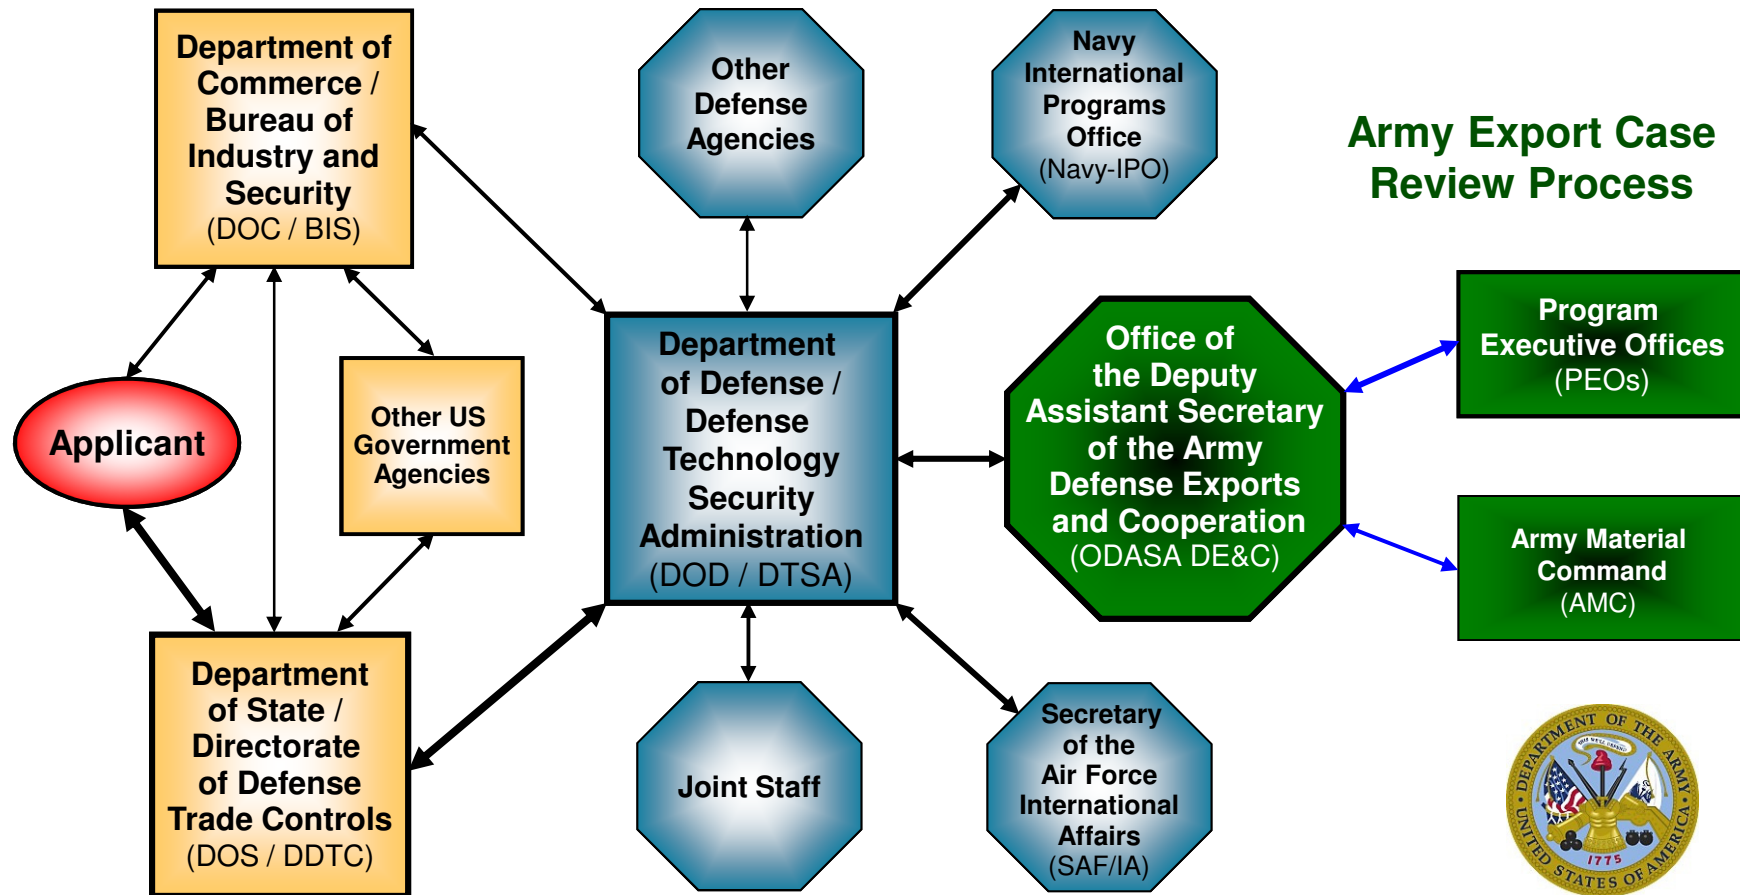 Department of
Commerce /
Bureau of
Industry and
Security
(DOC / BIS)
Other
Defense
Agencies
Navy
International
Programs
Office
(Navy-IPO)
Army Export Case
Review Process
Applicant
Other US
Government
Agencies
Department
of Defense /
Defense
Technology
Security
Administration
(DOD / DTSA)
Office of
the Deputy
Assistant Secretary
of the Army
Defense Exports
and Cooperation
(ODASA DE&C)
Program
Executive Offices
(PEOs)
Army Material
Command
(AMC)
Department
of State /
Directorate
of Defense
Trade Controls
(DOS / DDTC)
Joint Staff
Secretary
of the
Air Force
International
Affairs
(SAF/IA)
DEPARTMENT OF THE ARMY
THIS WE'LL DEFEND
1775
UNITED STATES OF AMERICA